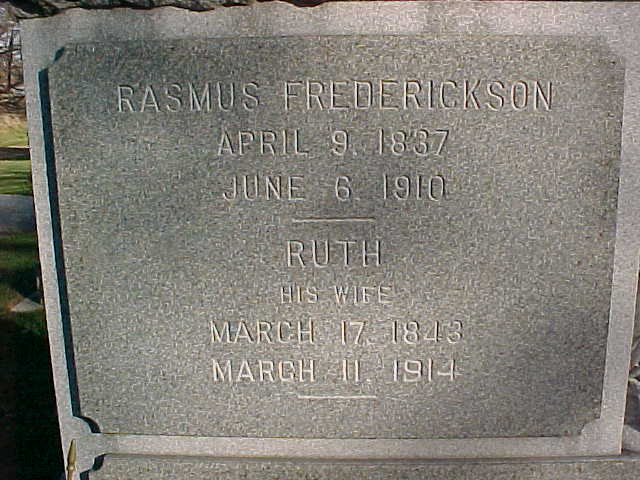 RASMUS FREDERICKSON
APRIL 9, 1837
JUNE 6, 1910
RUTH
HIS WIFE
MARCH 17, 1843
MARCH 11, 1914